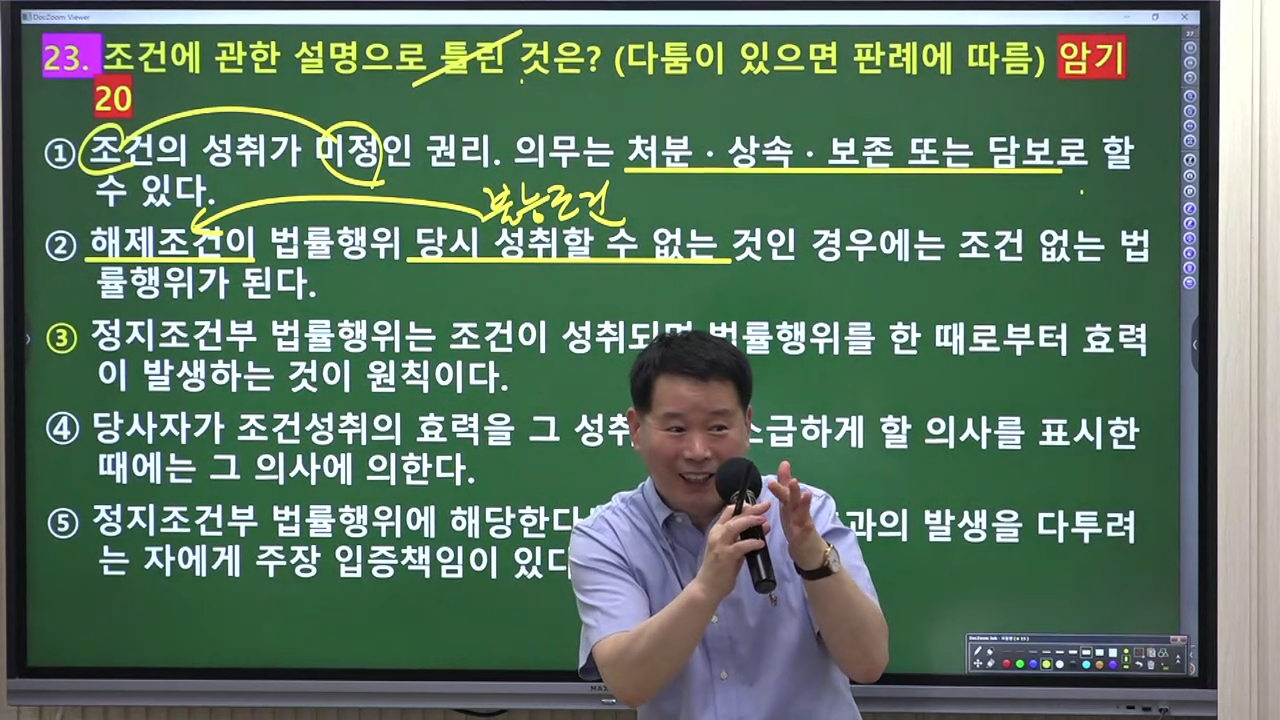 DocZoom Viewer
23. 조건에 관한 설명으로 틀린 것은? (다툼이 있으면 판례에 따름) 암기
20
① 조건의 성취가 미정인 권리. 의무는 처분 · 상속 · 보존 또는 담보로 할
수 있다.
불능조건
② 해제조건이 법률행위 당시 성취할 수 없는 것인 경우에는 조건 없는 법
률행위가 된다.
③ 정지조건부 법률행위는 조건이 성취되면 법률행위를 한 때로부터 효력
이 발생하는 것이 원칙이다.
④ 당사자가 조건성취의 효력을 그 성취 소급하게 할 의사를 표시한
때에는 그 의사에 의한다.
⑤ 정지조건부 법률행위에 해당한다 과의 발생을 다투려
는 자에게 주장 입증책임이 있다
27